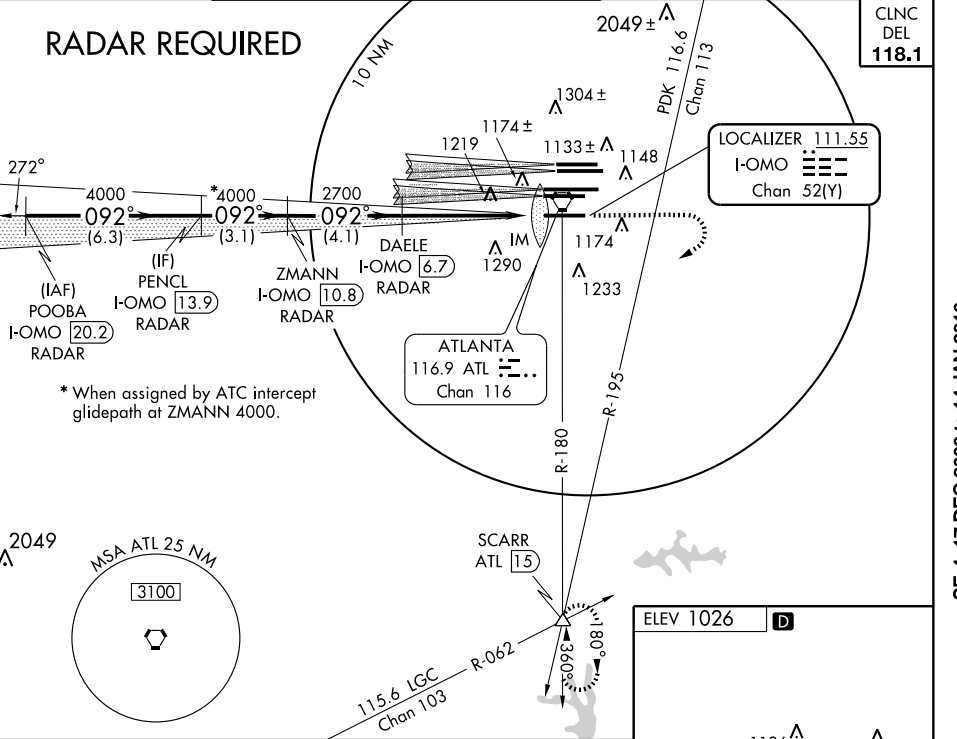 RADAR REQUIRED
10 NM
2049 ±
PDK 116.6
Chan 113
CLNC
DEL
118.1
1304 ±
1174 ±
1219
1133 ±
1148
LOCALIZER 111.55
I-OMO
Chan 52(Y)
272°
4000
092°
(6.3)
*4000
092°
(3.1)
2700
092°
(4.1)
IM
1174
1290
1233
DAELE
I-OMO 6.7
RADAR
ZMANN
I-OMO 10.8
RADAR
(IF)
PENCL
I-OMO 13.9
RADAR
(IAF)
POOBA
I-OMO 20.2
RADAR
ATLANTA
116.9 ATL
Chan 116
* When assigned by ATC intercept
glidepath at ZMANN 4000.
R-195
R-180
SCARR
ATL 15
2049
MSA ATL 25 NM
3100
180°
360°
R-062
115.6 LGC
Chan 103
ELEV 1026 D